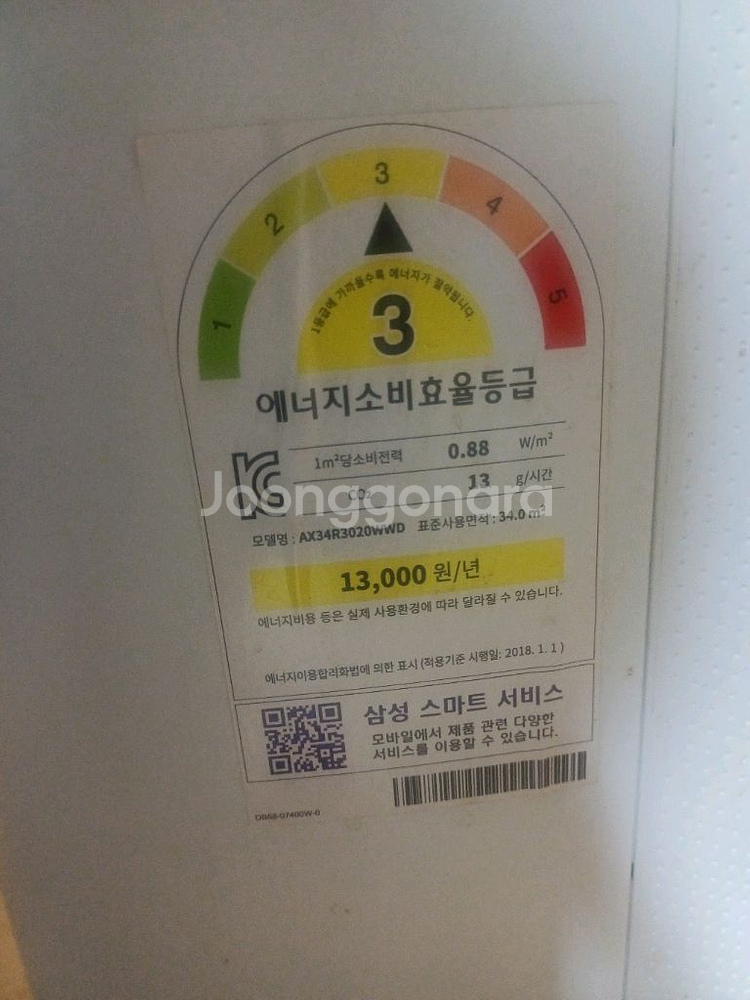 1
2
3
4
5
1등급에 가까울수록 에너지가 절약됩니다.
3
에너지소비효율등급
1m²당소비전력 0.88 W/m²
CO₂ 13 g/시간
Joonggonara
모델명 : AX34R3020WWD 표준사용면적 : 34.0 m²
13,000 원/년
에너지비용 등은 실제 사용환경에 따라 달라질 수 있습니다.
에너지이용합리화법에 의한 표시 (적용기준 시행일: 2018. 1. 1 )
삼성 스마트 서비스
모바일에서 제품 관련 다양한
서비스를 이용할 수 있습니다.
DB68-07400W-0